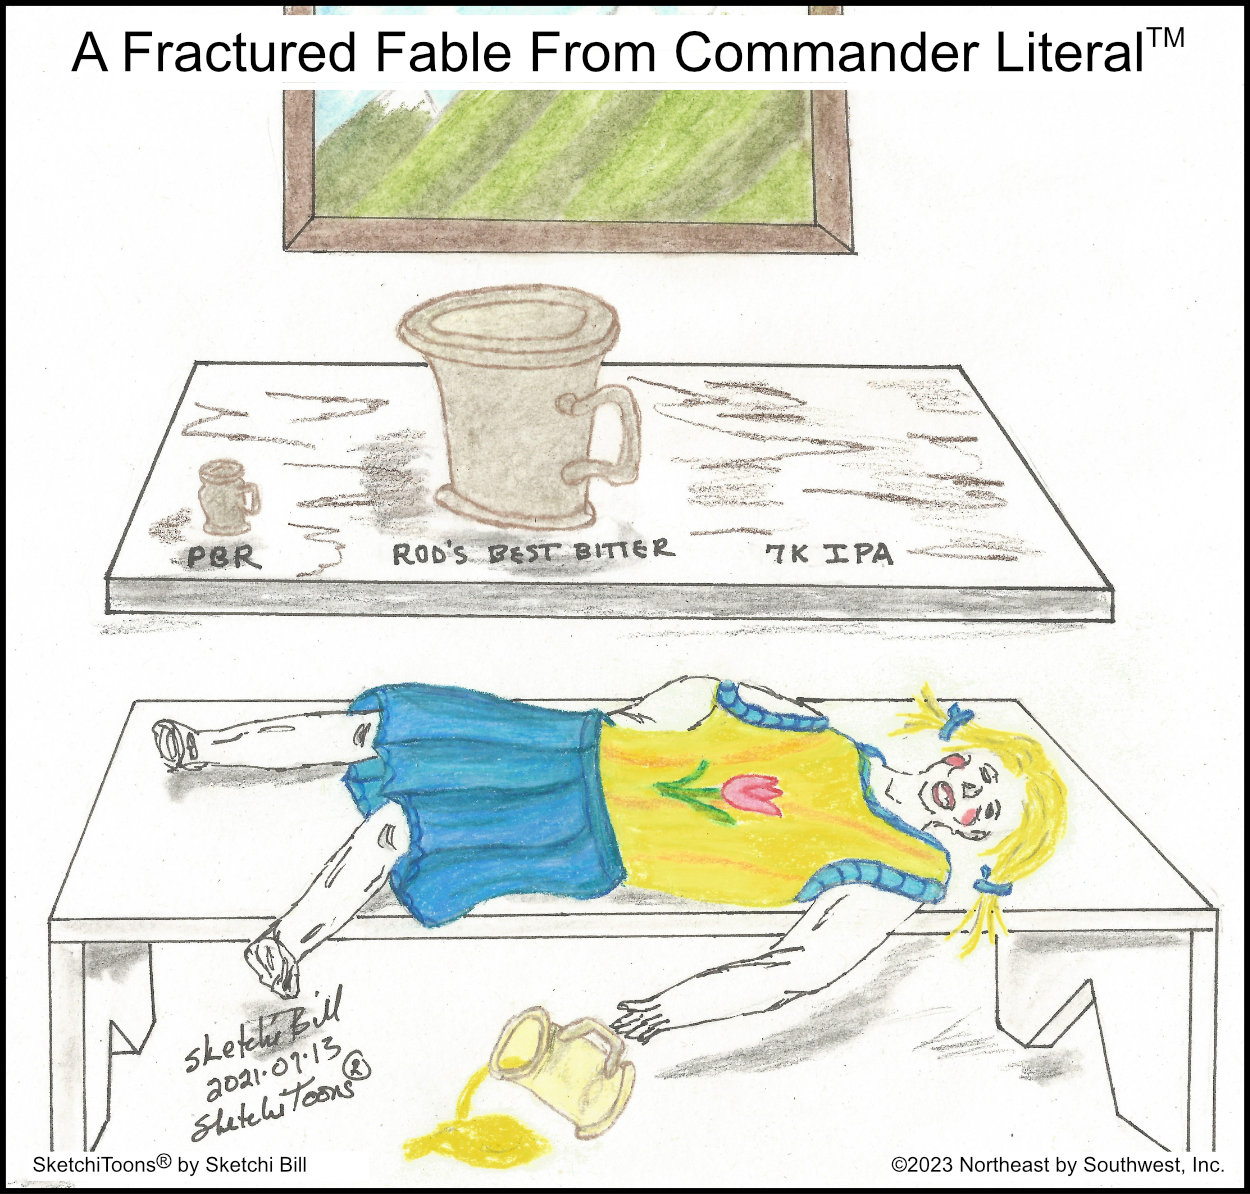 A Fractured Fable From Commander Literal™
PBR
ROD'S BEST BITTER
7K IPA
Sketchi Bill
2021.07.13
SketchiToons®
SketchiToons® by Sketchi Bill
©2023 Northeast by Southwest, Inc.